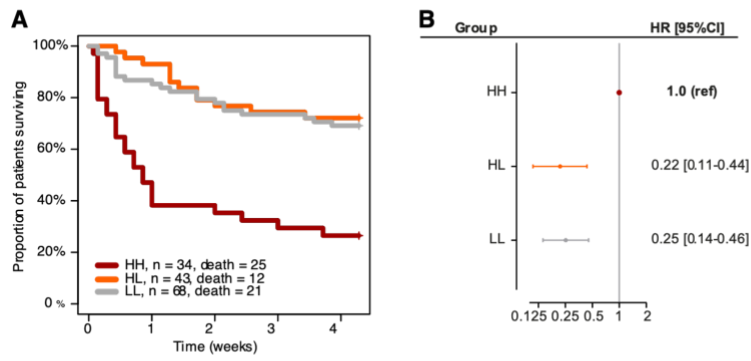 A
Proportion of patients surviving
100%
80%
60%
40%
20%
0 %
HH, n = 34, death = 25
HL, n = 43, death = 12
LL, n = 68, death = 21
0 1 2 3 4
Time (weeks)
B
Group HR [95%CI]
HH 1.0 (ref)
HL 0.22 [0.11-0.44]
LL 0.25 [0.14-0.46]
0.125 0.25 0.5 1 2